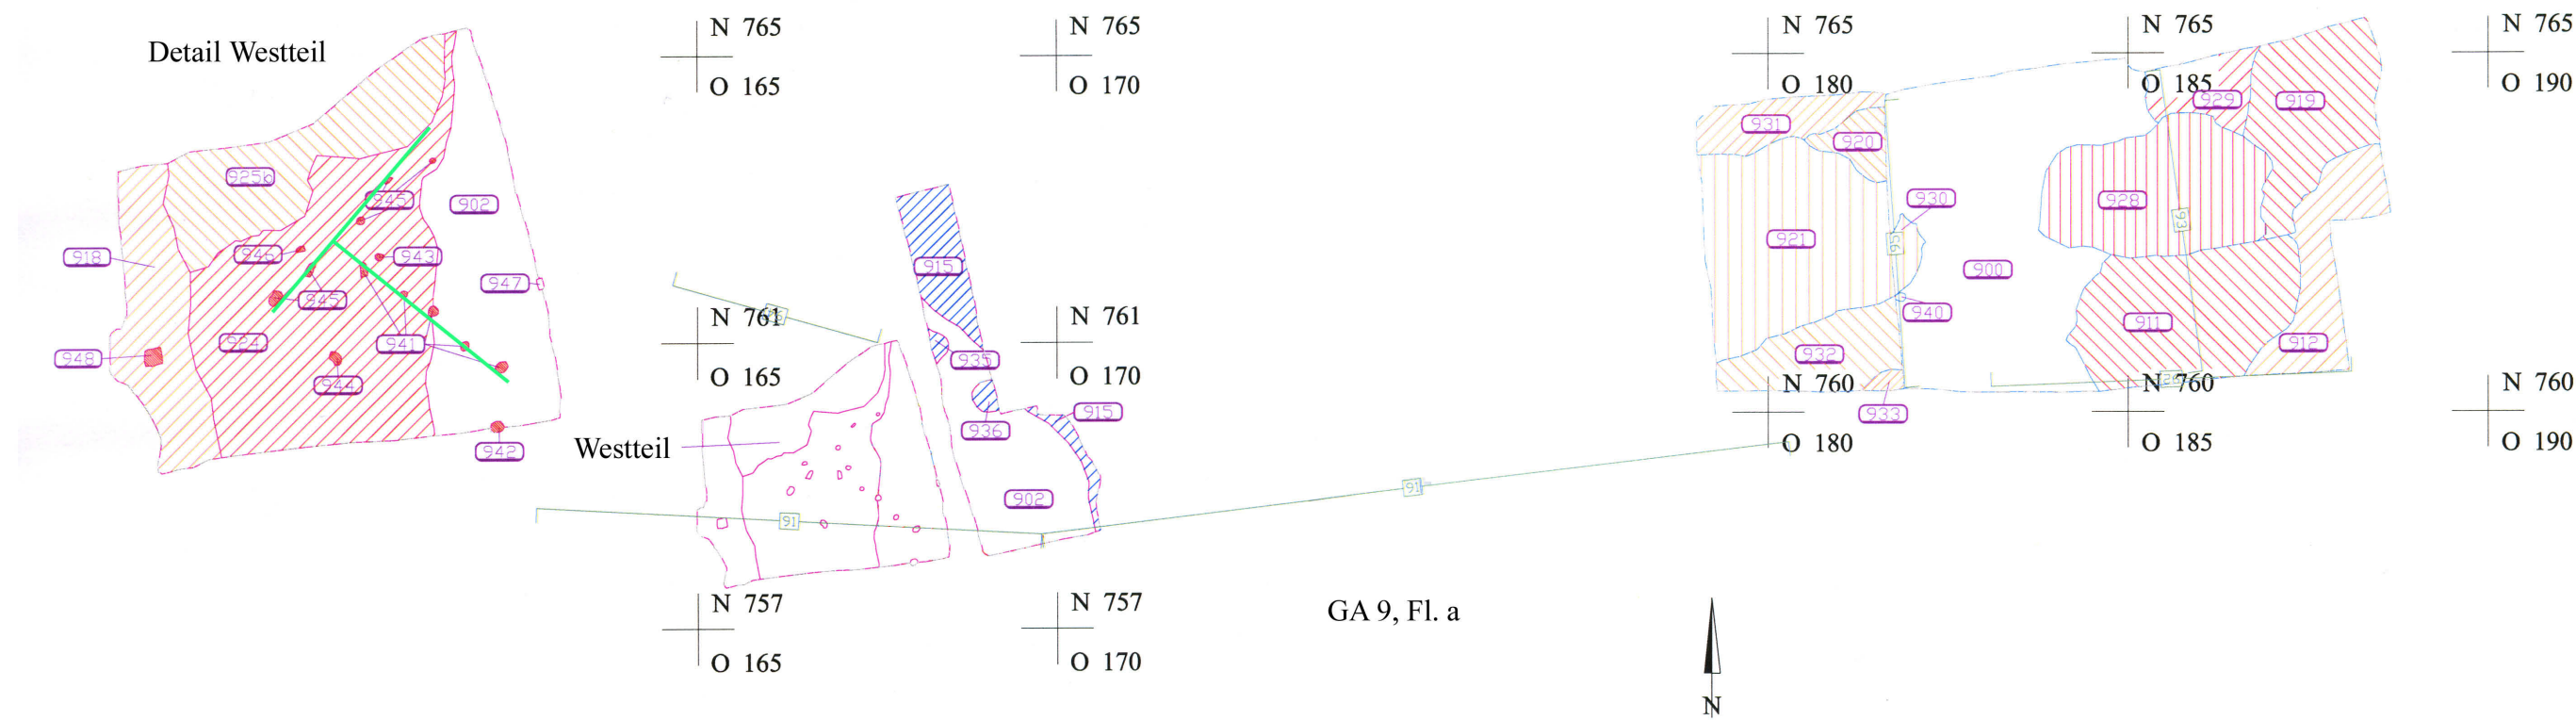 Detail Westteil
N 765
O 165
N 765
O 170
N 765
O 180
N 765
O 185
N 765
O 190
925b
945
902
918
946
943
947
945
924
941
948
944
942
915
N 761
O 165
N 761
O 170
935
915
936
Westteil
902
91
91
N 757
O 165
N 757
O 170
GA 9, Fl. a
N
931
920
929
919
930
928
93
921
95
900
940
911
932
912
933
N 760
O 180
N 760
O 185
N 760
O 190